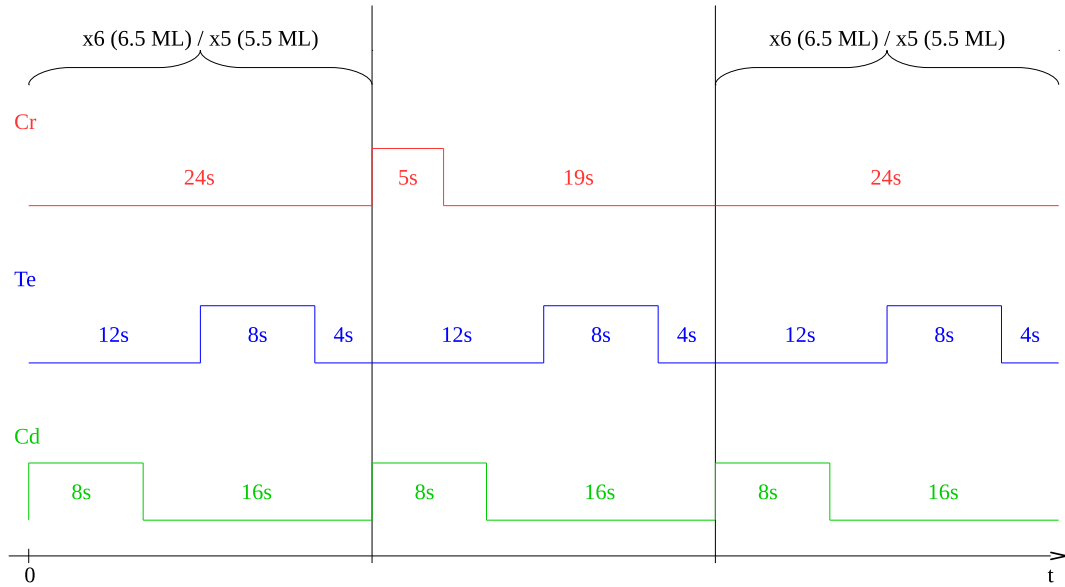 x6 (6.5 ML) / x5 (5.5 ML) x6 (6.5 ML) / x5 (5.5 ML)
Cr
24s 5s 19s 24s
Te
12s 8s 4s 12s 8s 4s 12s 8s 4s
Cd
8s 16s 8s 16s 8s 16s
0 t